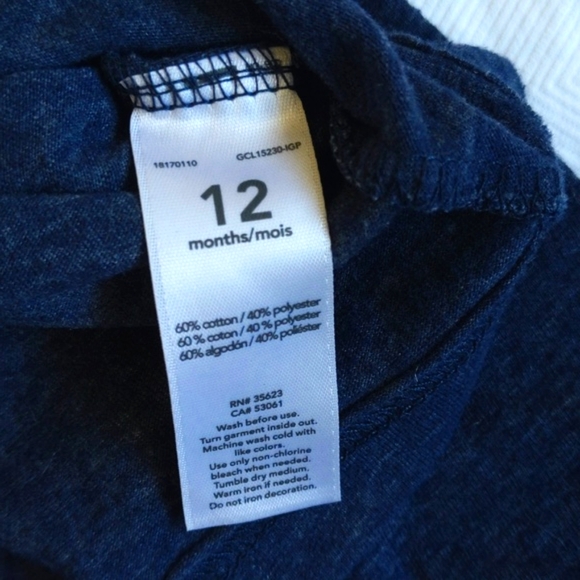 18170110 GCL15230-IGP
12
months/mois
60% cotton / 40% polyester
60 % coton / 40 % polyester
60% algodón / 40% poliéster
RN# 35623
CA# 53061
Wash before use.
Turn garment inside out.
Machine wash cold with
like colors.
Use only non-chlorine
bleach when needed.
Tumble dry medium.
Warm iron if needed.
Do not iron decoration.